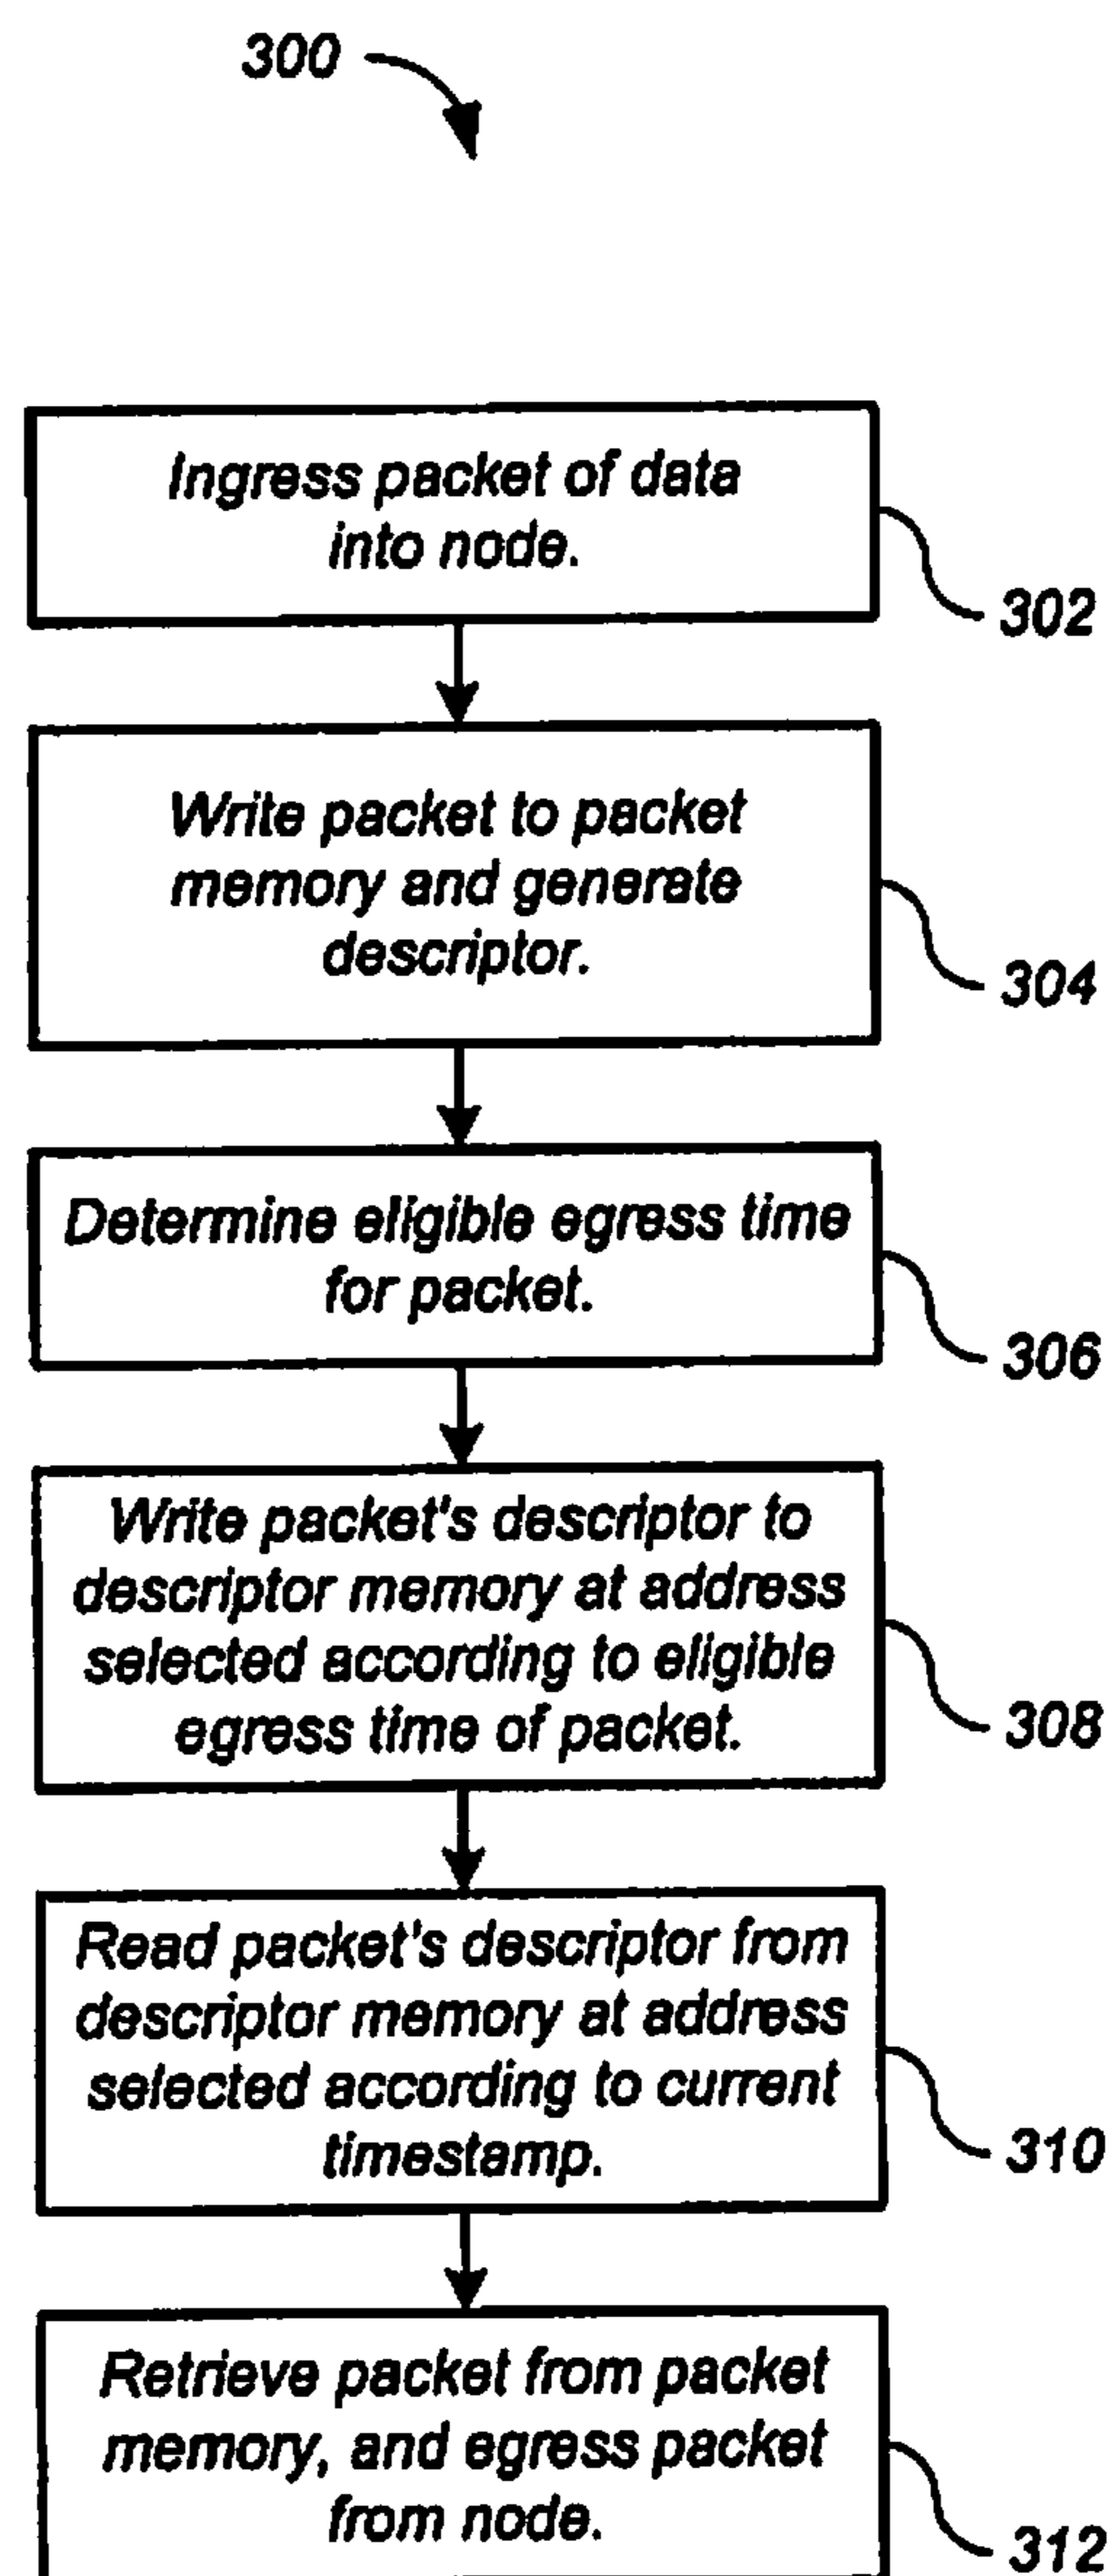 300
Ingress packet of data
into node.
302
Write packet to packet
memory and generate
descriptor.
304
Determine eligible egress time
for packet.
306
Write packet's descriptor to
descriptor memory at address
selected according to eligible
egress time of packet.
308
Read packet's descriptor from
descriptor memory at address
selected according to current
timestamp.
310
Retrieve packet from packet
memory, and egress packet
from node.
312